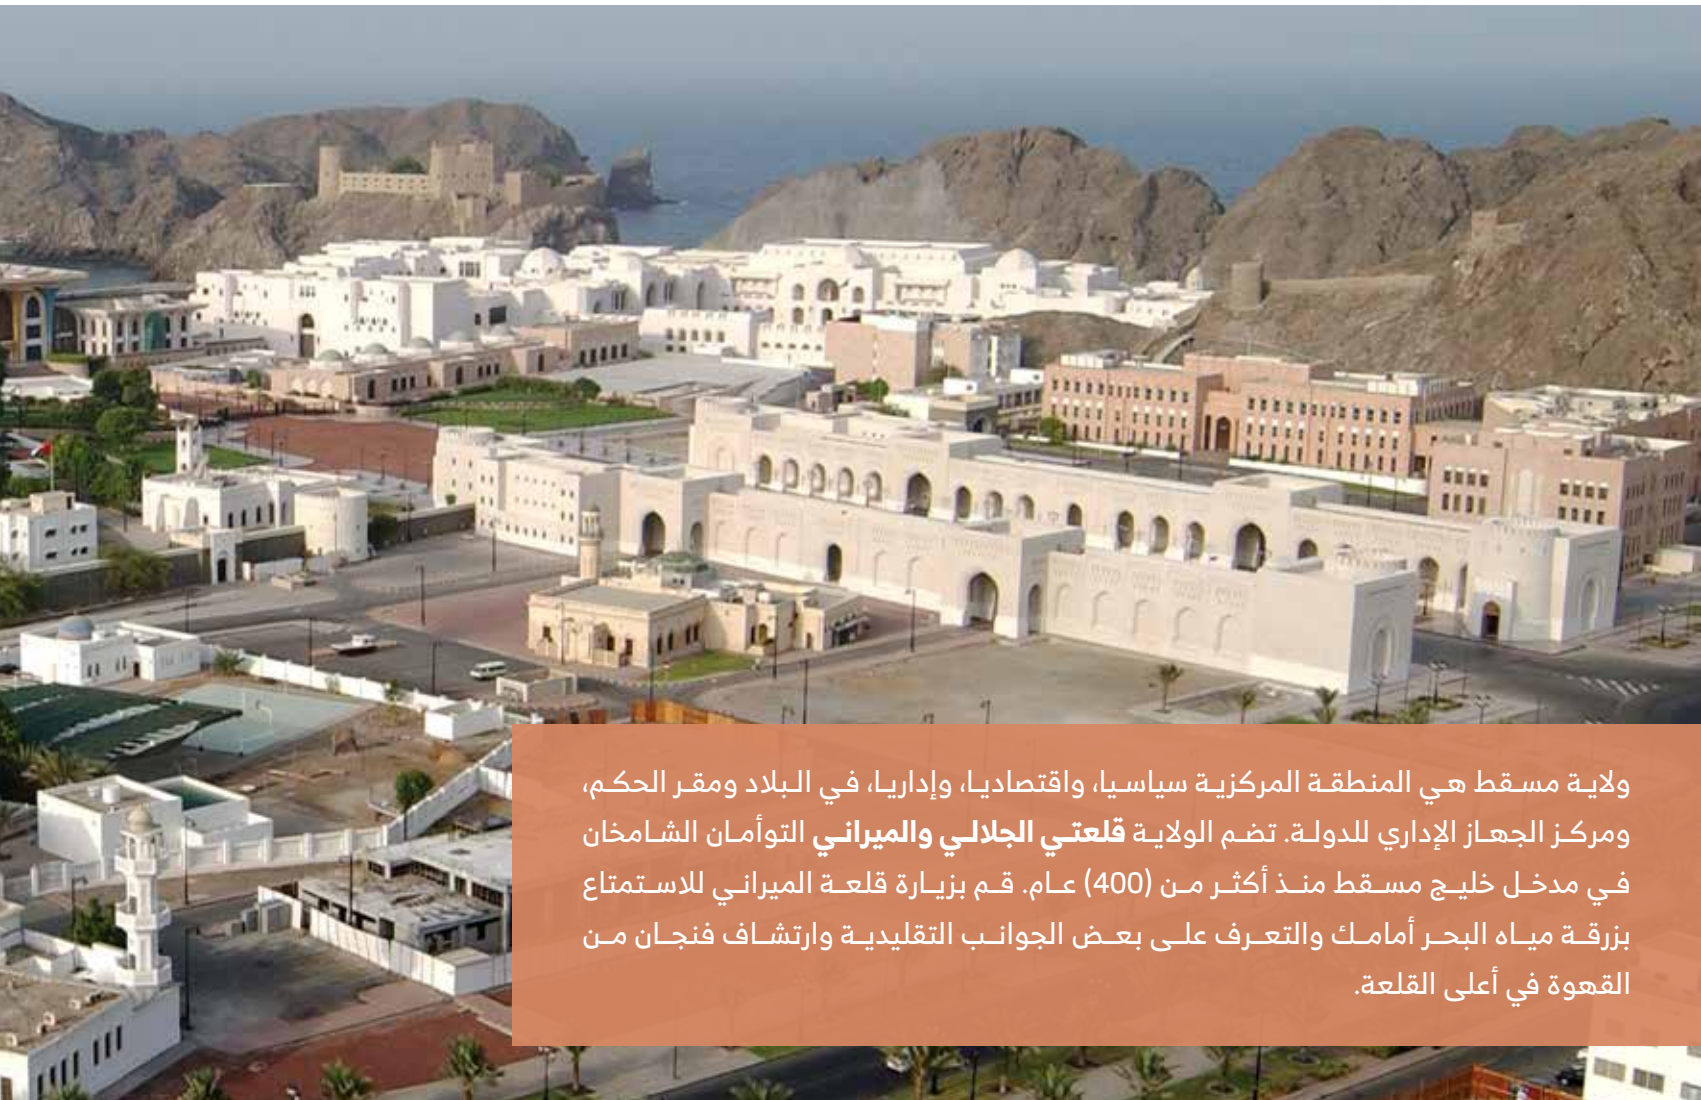 ولاية مسقط هي المنطقة المركزية سياسيا، واقتصاديا، وإداريا، في البلاد ومقر الحكم،
ومركز الجهاز الإداري للدولة. تضم الولاية قلعتي الجلالي والميراني التوأمان الشامخان
في مدخل خليج مسقط منذ أكثر من (400) عام. قم بزيارة قلعة الميراني للاستمتاع
بزرقة مياه البحر أمامك والتعرف على بعض الجوانب التقليدية وارتشاف فنجان من
القهوة في أعلى القلعة.